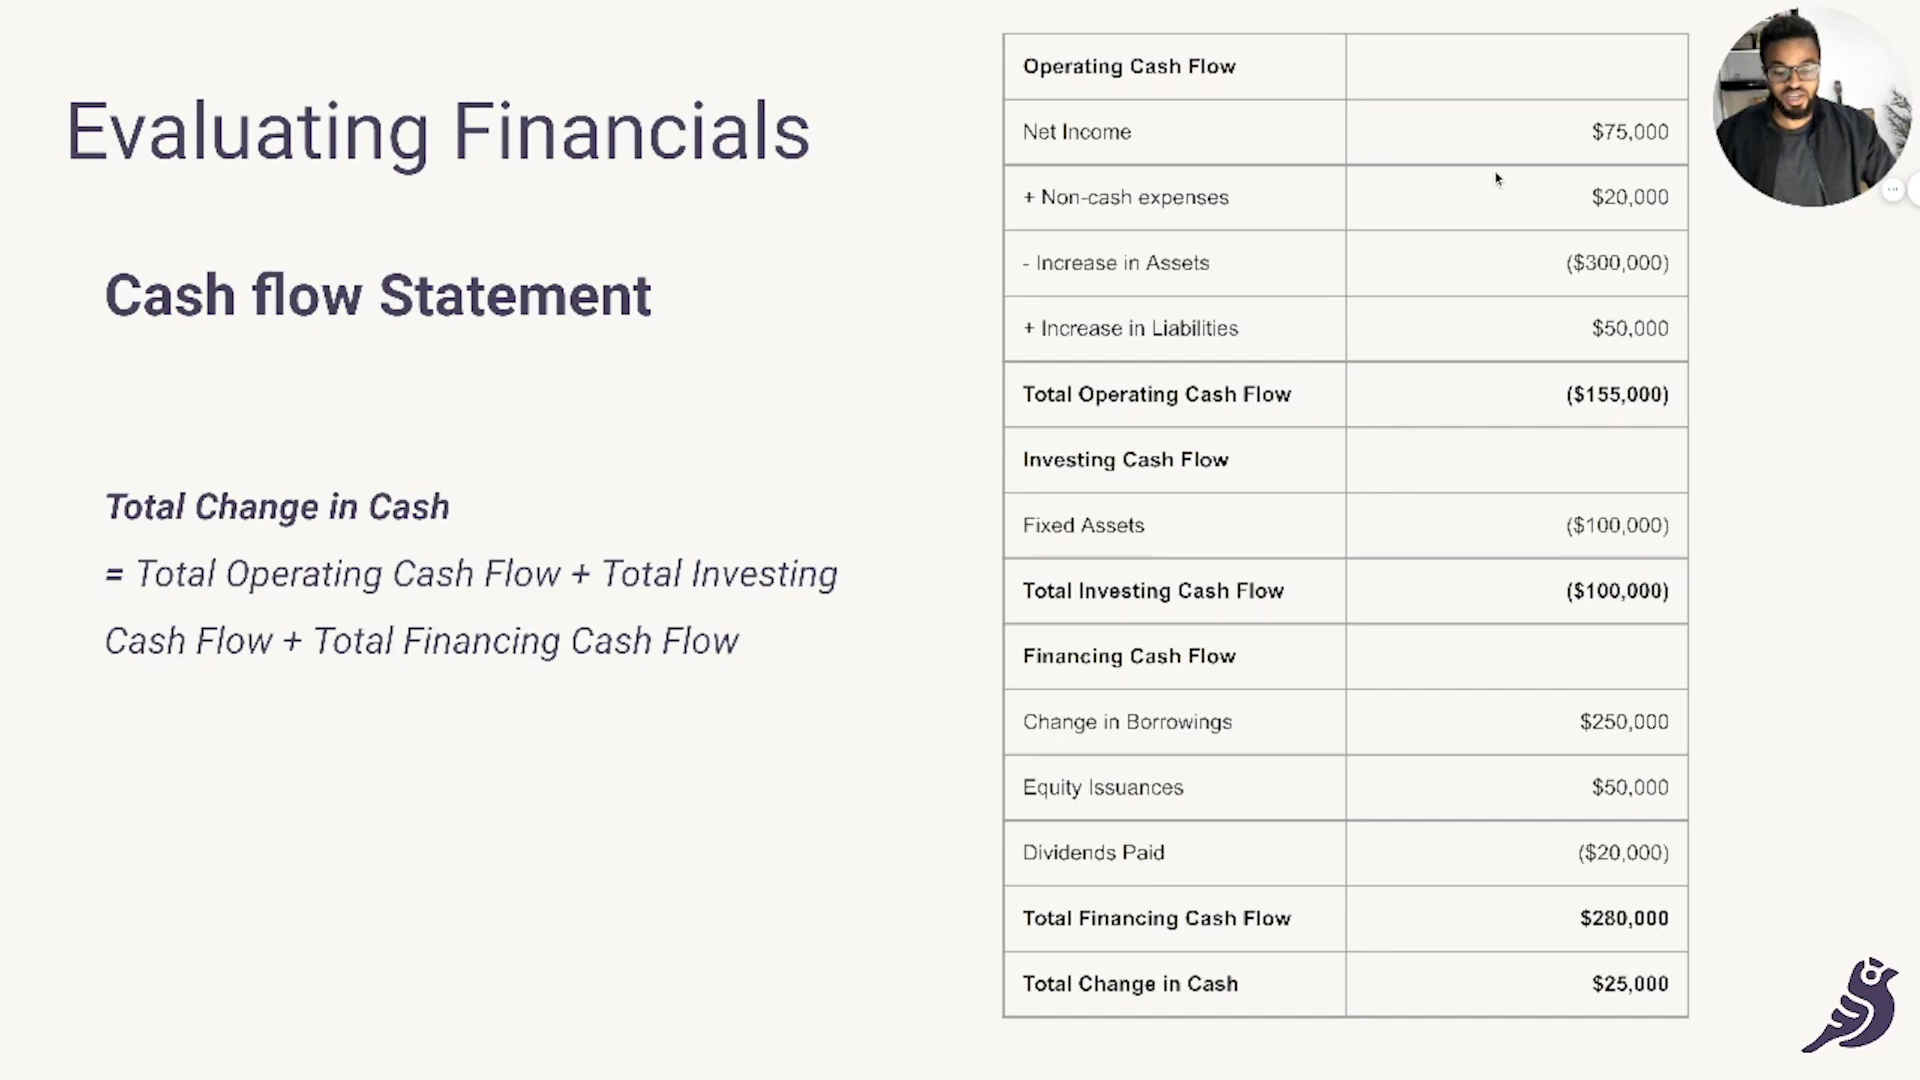 Evaluating Financials
Cash flow Statement
Total Change in Cash
= Total Operating Cash Flow + Total Investing
Cash Flow + Total Financing Cash Flow
Operating Cash Flow
Net Income $75,000
+ Non-cash expenses $20,000
- Increase in Assets ($300,000)
+ Increase in Liabilities $50,000
Total Operating Cash Flow ($155,000)
Investing Cash Flow
Fixed Assets ($100,000)
Total Investing Cash Flow ($100,000)
Financing Cash Flow
Change in Borrowings $250,000
Equity Issuances $50,000
Dividends Paid ($20,000)
Total Financing Cash Flow $280,000
Total Change in Cash $25,000